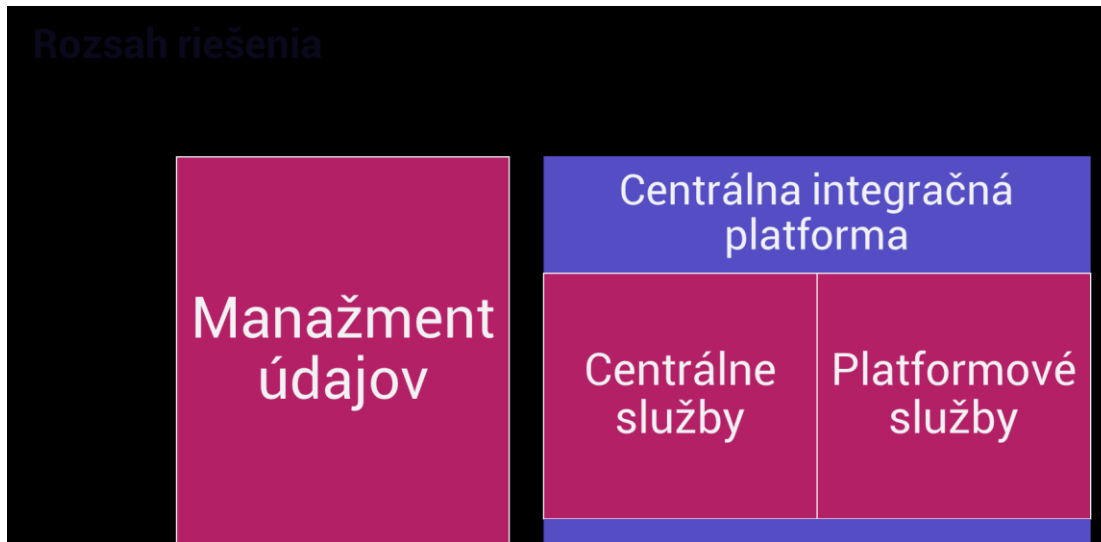 Rozsah riešenia
Manažment
údajov
Centrálna integračná
platforma
Centrálne
služby
Platformové
služby